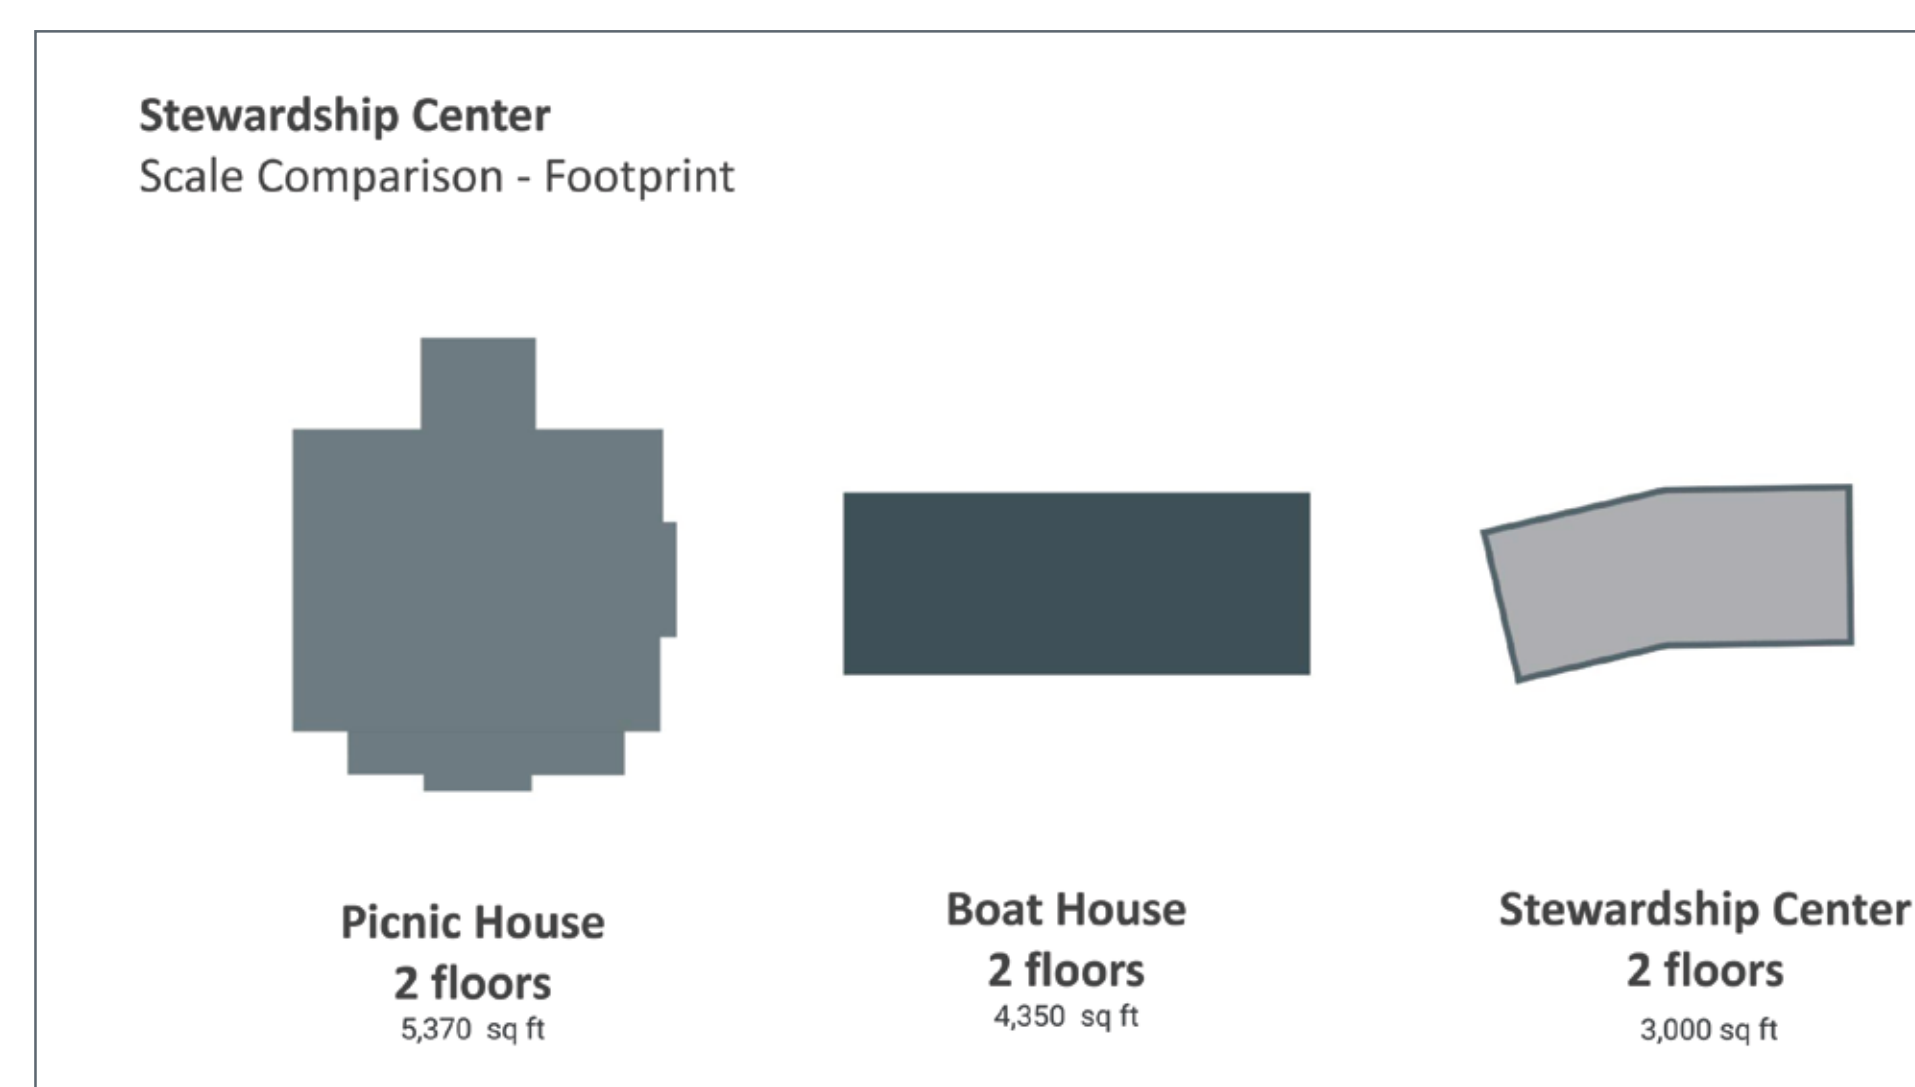 Stewardship Center
Scale Comparison - Footprint
Picnic House
2 floors
5,370 sq ft
Boat House
2 floors
4,350 sq ft
Stewardship Center
2 floors
3,000 sq ft